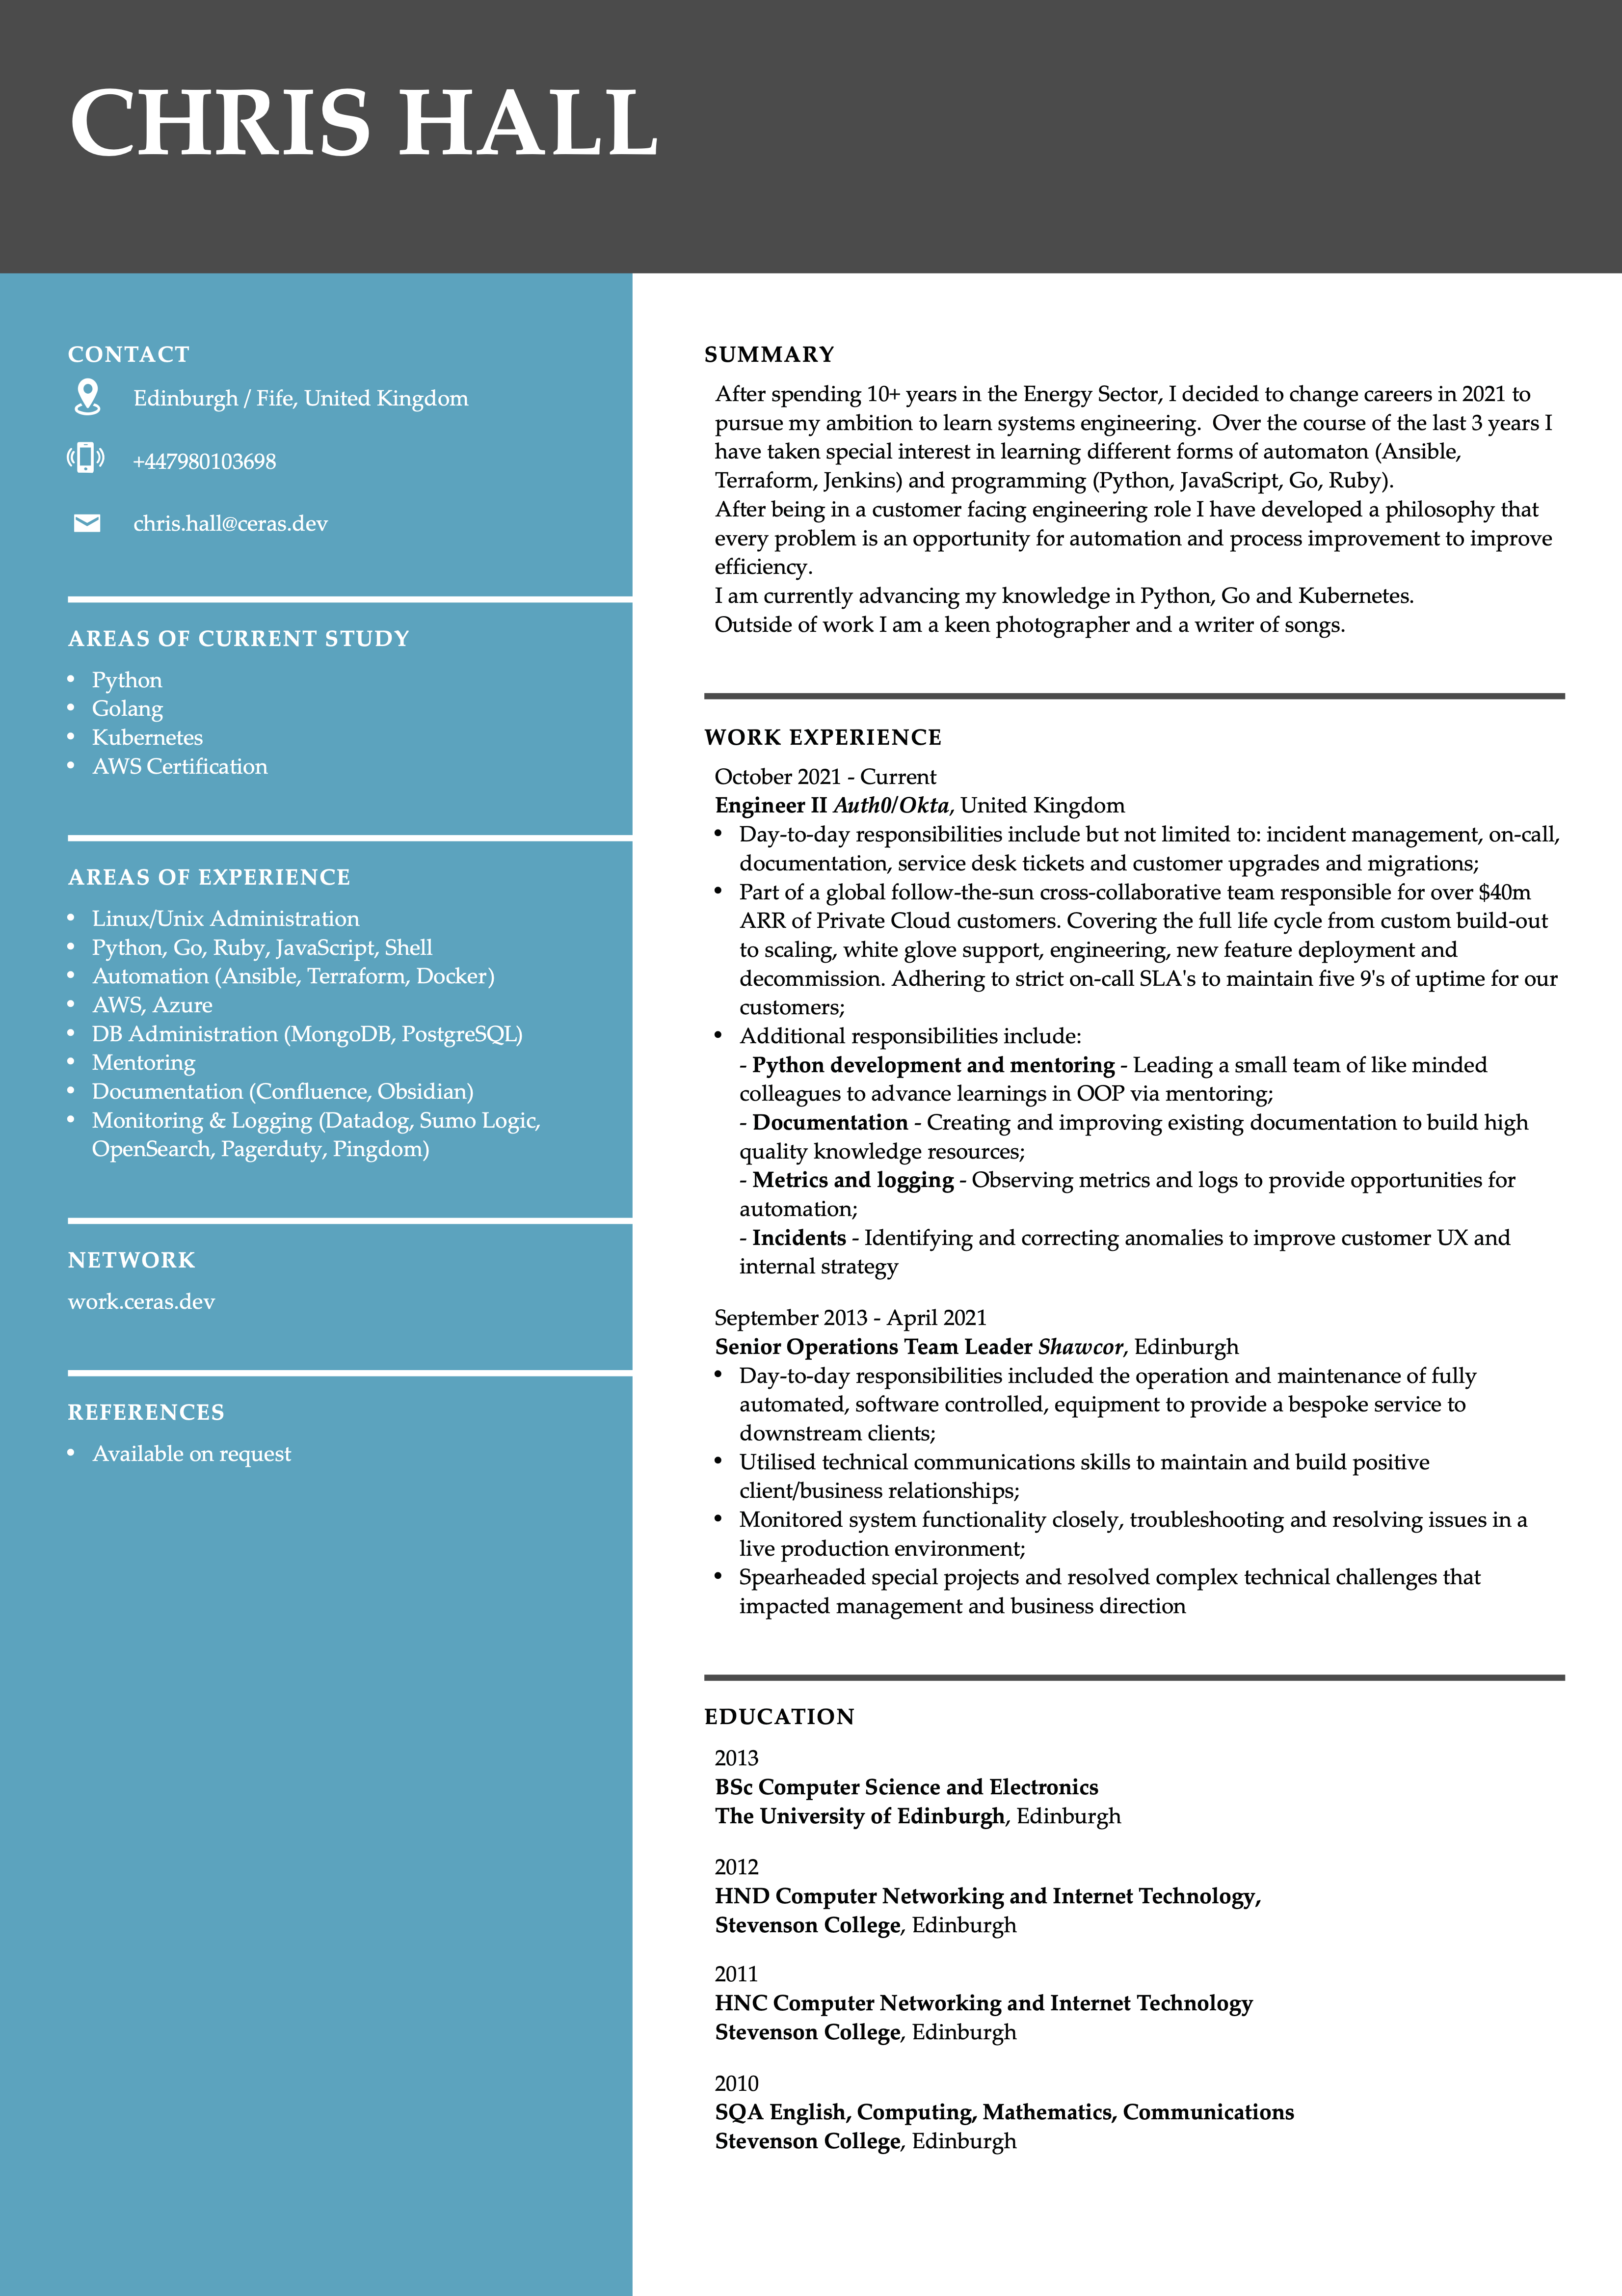 CHRIS HALL
CONTACT
Edinburgh / Fife, United Kingdom
+447980103698
chris.hall@ceras.dev
AREAS OF CURRENT STUDY
• Python
• Golang
• Kubernetes
• AWS Certification
AREAS OF EXPERIENCE
• Linux/Unix Administration
• Python, Go, Ruby, JavaScript, Shell
• Automation (Ansible, Terraform, Docker)
• AWS, Azure
• DB Administration (MongoDB, PostgreSQL)
• Mentoring
• Documentation (Confluence, Obsidian)
• Monitoring & Logging (Datadog, Sumo Logic,
OpenSearch, Pagerduty, Pingdom)
NETWORK
work.ceras.dev
REFERENCES
• Available on request
SUMMARY
After spending 10+ years in the Energy Sector, I decided to change careers in 2021 to
pursue my ambition to learn systems engineering.  Over the course of the last 3 years I
have taken special interest in learning different forms of automaton (Ansible,
Terraform, Jenkins) and programming (Python, JavaScript, Go, Ruby).
After being in a customer facing engineering role I have developed a philosophy that
every problem is an opportunity for automation and process improvement to improve
efficiency.
I am currently advancing my knowledge in Python, Go and Kubernetes.
Outside of work I am a keen photographer and a writer of songs.
WORK EXPERIENCE
October 2021 - Current
Engineer II Auth0/Okta, United Kingdom
• Day-to-day responsibilities include but not limited to: incident management, on-call,
documentation, service desk tickets and customer upgrades and migrations;
• Part of a global follow-the-sun cross-collaborative team responsible for over $40m
ARR of Private Cloud customers. Covering the full life cycle from custom build-out
to scaling, white glove support, engineering, new feature deployment and
decommission. Adhering to strict on-call SLA's to maintain five 9's of uptime for our
customers;
• Additional responsibilities include:
- Python development and mentoring - Leading a small team of like minded
colleagues to advance learnings in OOP via mentoring;
- Documentation - Creating and improving existing documentation to build high
quality knowledge resources;
- Metrics and logging - Observing metrics and logs to provide opportunities for
automation;
- Incidents - Identifying and correcting anomalies to improve customer UX and
internal strategy
September 2013 - April 2021
Senior Operations Team Leader Shawcor, Edinburgh
• Day-to-day responsibilities included the operation and maintenance of fully
automated, software controlled, equipment to provide a bespoke service to
downstream clients;
• Utilised technical communications skills to maintain and build positive
client/business relationships;
• Monitored system functionality closely, troubleshooting and resolving issues in a
live production environment;
• Spearheaded special projects and resolved complex technical challenges that
impacted management and business direction
EDUCATION
2013
BSc Computer Science and Electronics
The University of Edinburgh, Edinburgh
2012
HND Computer Networking and Internet Technology,
Stevenson College, Edinburgh
2011
HNC Computer Networking and Internet Technology
Stevenson College, Edinburgh
2010
SQA English, Computing, Mathematics, Communications
Stevenson College, Edinburgh